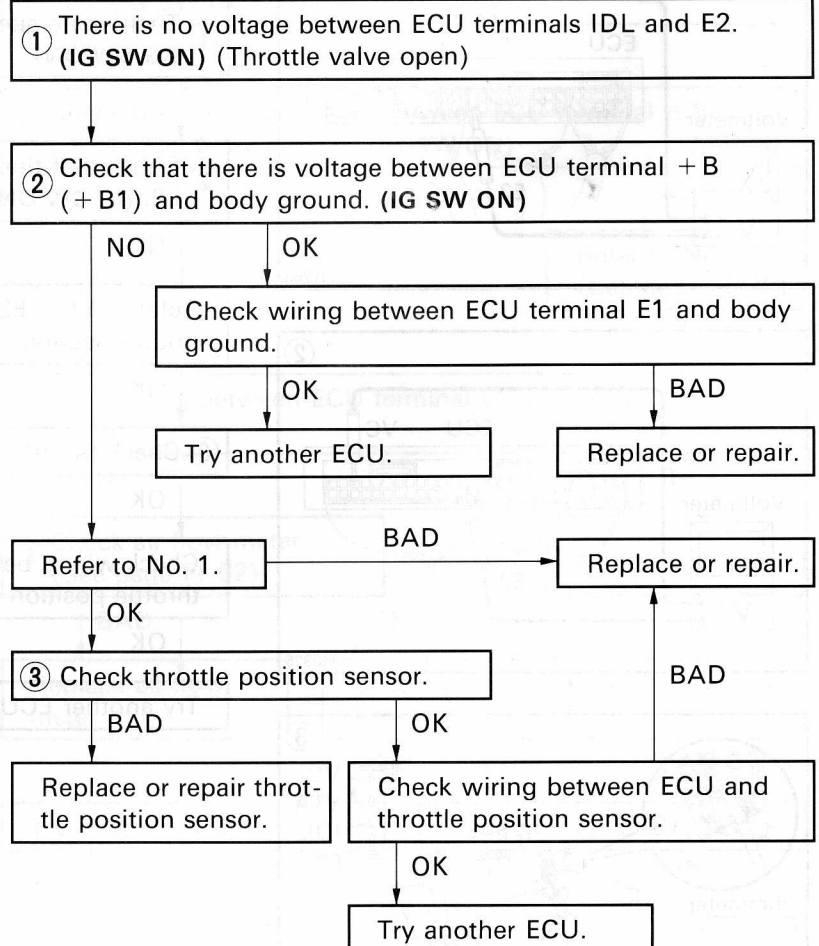 ① There is no voltage between ECU terminals IDL and E2.
(IG SW ON) (Throttle valve open)
② Check that there is voltage between ECU terminal +B
(+B1) and body ground. (IG SW ON)
NO
OK
Check wiring between ECU terminal E1 and body
ground.
OK
BAD
Try another ECU.
Replace or repair.
Refer to No. 1.
BAD
Replace or repair.
OK
③ Check throttle position sensor.
BAD
BAD
OK
Replace or repair throt-
tle position sensor.
Check wiring between ECU and
throttle position sensor.
OK
Try another ECU.